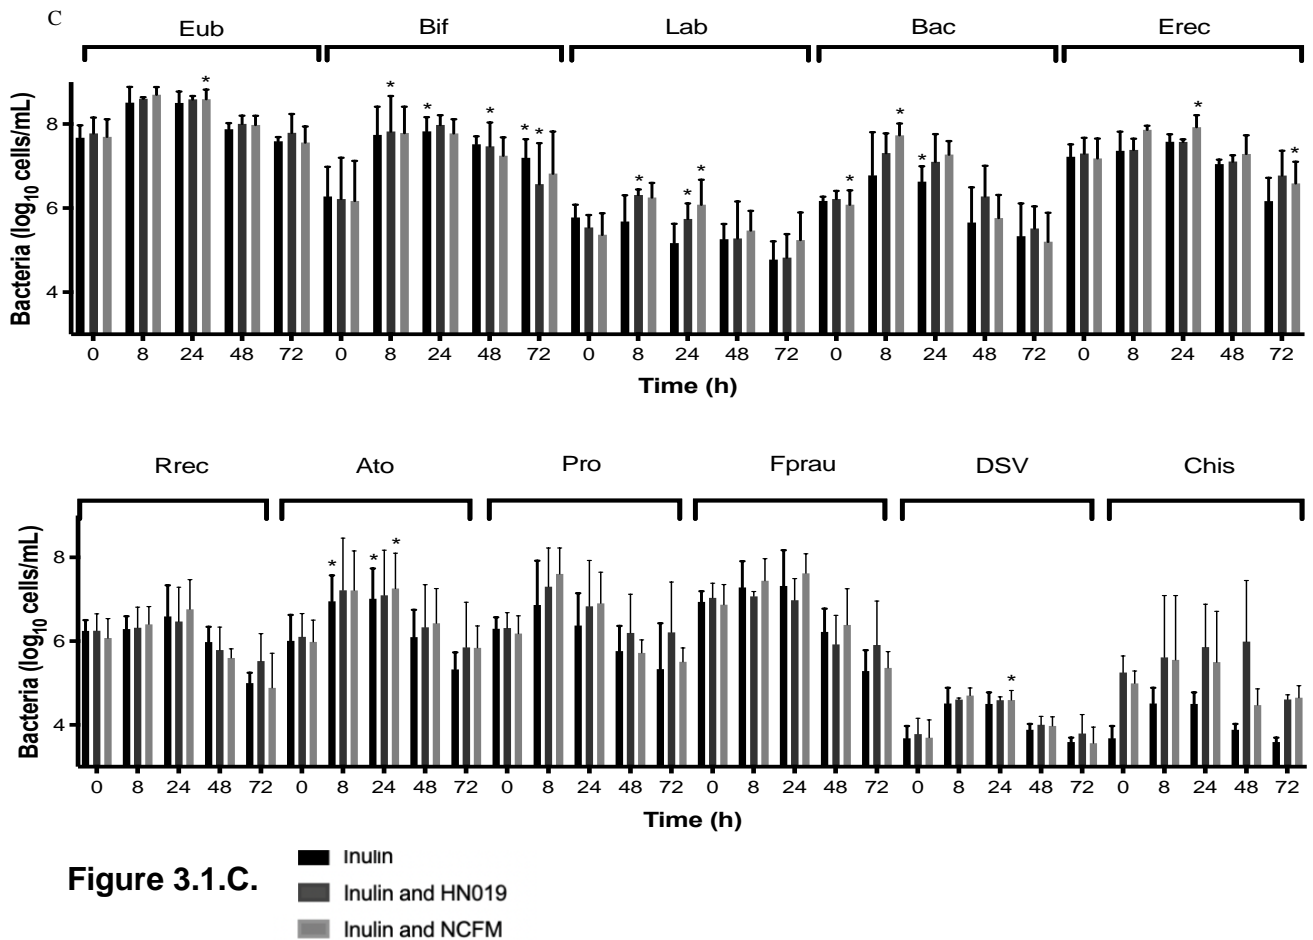 C
Eub Bif Lab Bac Erec
Bacteria (log10 cells/mL)
8
6
4
* * * * * * * * * * * * * * *
0 8 24 48 72 0 8 24 48 72 0 8 24 48 72 0 8 24 48 72 0 8 24 48 72
Time (h)
Rrec Ato Pro Fprau DSV Chis
Bacteria (log10 cells/mL)
8
6
4
* * * *
0 8 24 48 72 0 8 24 48 72 0 8 24 48 72 0 8 24 48 72 0 8 24 48 72 0 8 24 48 72
Time (h)
Figure 3.1.C.
Inulin
Inulin and HN019
Inulin and NCFM